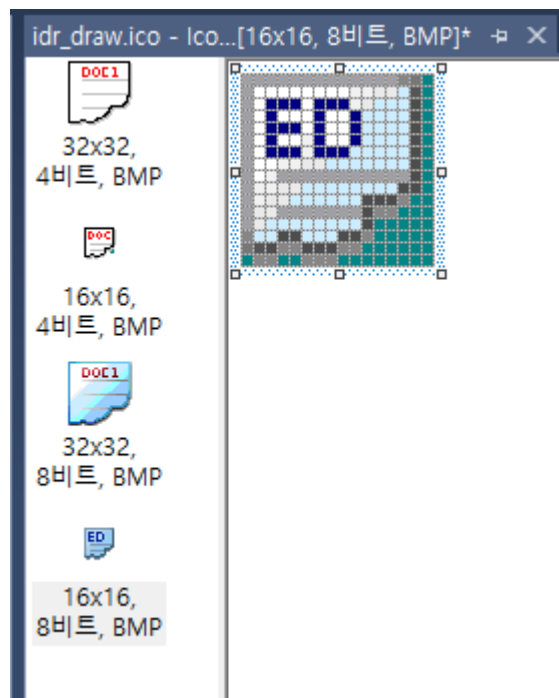 idr_draw.ico - Ico...[16x16, 8비트, BMP]*
DOC1
32x32,
4비트, BMP
DOC
16x16,
4비트, BMP
DOC1
32x32,
8비트, BMP
ED
16x16,
8비트, BMP
ED